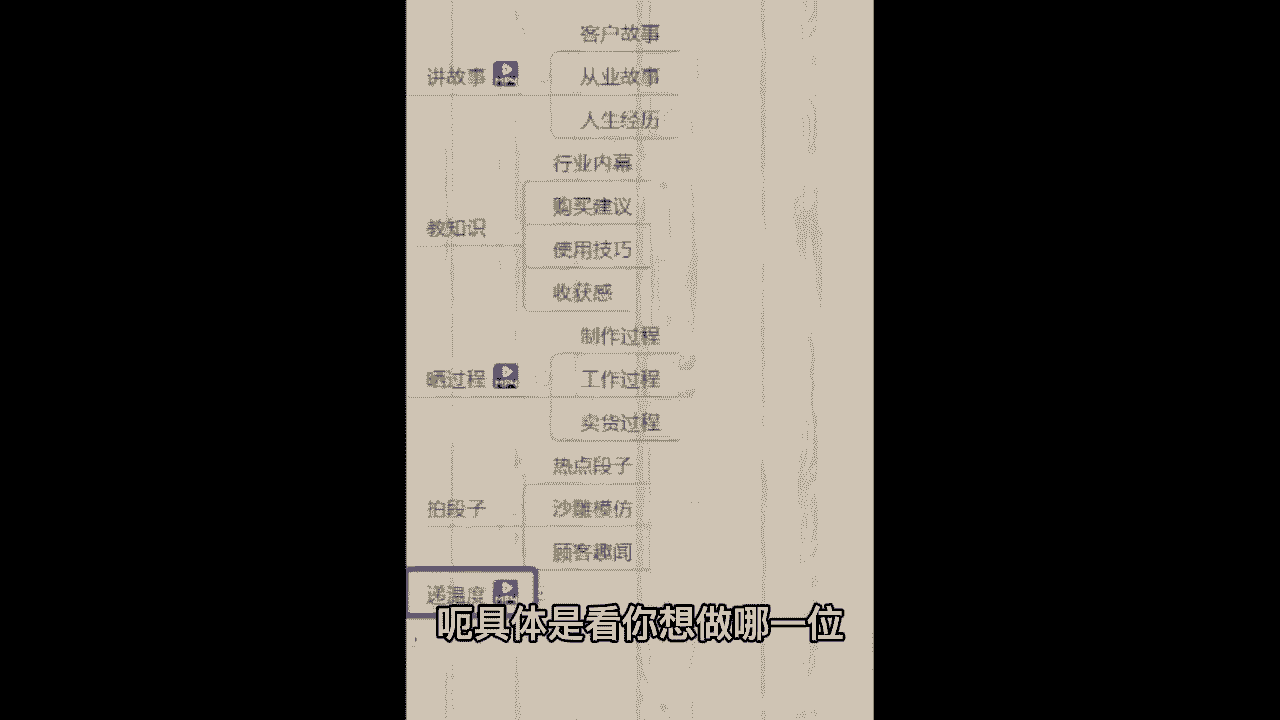 客户故事
讲故事
从业故事
人生经历
行业内幕
购买建议
教知识
使用技巧
收获感
制作过程
晒过程
工作过程
卖货过程
热点段子
拍段子
沙雕模仿
顾客趣闻
递温度
呃具体是看你想做哪一位